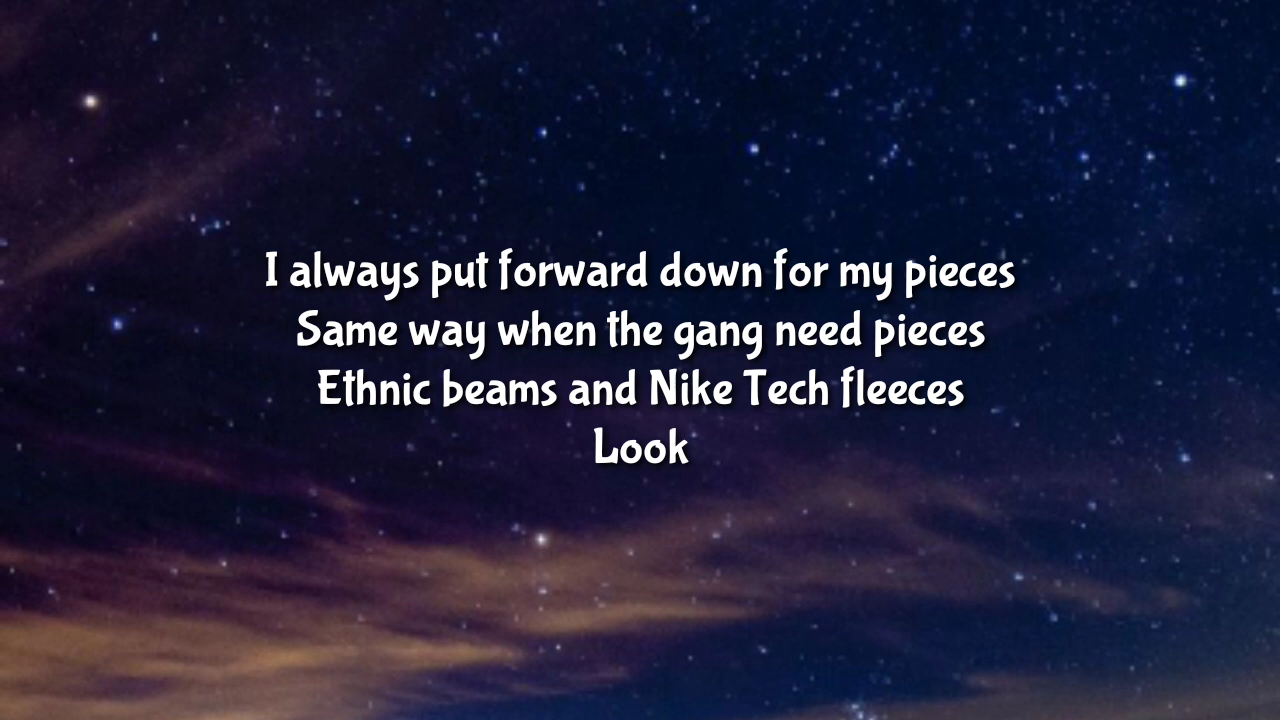 I always put forward down for my pieces
Same way when the gang need pieces
Ethnic beams and Nike Tech fleeces
Look